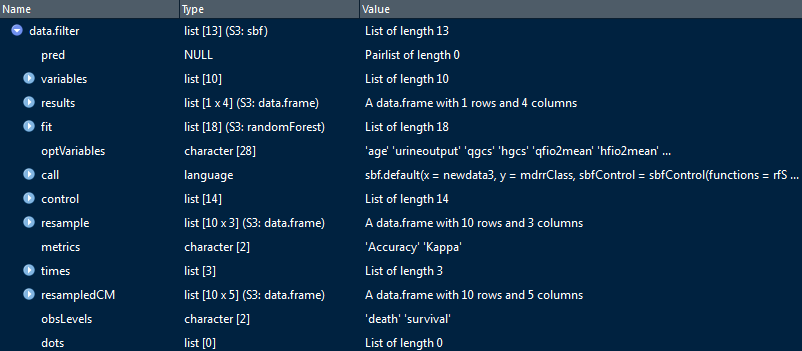 Name Type Value
data.filter list [13] (S3: sbf) List of length 13
pred NULL Pairlist of length 0
variables list [10] List of length 10
results list [1 x 4] (S3: data.frame) A data.frame with 1 rows and 4 columns
fit list [18] (S3: randomForest) List of length 18
optVariables character [28] 'age' 'urineoutput' 'qgcs' 'hgcs' 'qfio2mean' 'hfio2mean' ...
call language sbf.default(x = newdata3, y = mdrrClass, sbfControl = sbfControl(functions = rfS ...
control list [14] List of length 14
resample list [10 x 3] (S3: data.frame) A data.frame with 10 rows and 3 columns
metrics character [2] 'Accuracy' 'Kappa'
times list [3] List of length 3
resampledCM list [10 x 5] (S3: data.frame) A data.frame with 10 rows and 5 columns
obsLevels character [2] 'death' 'survival'
dots list [0] List of length 0